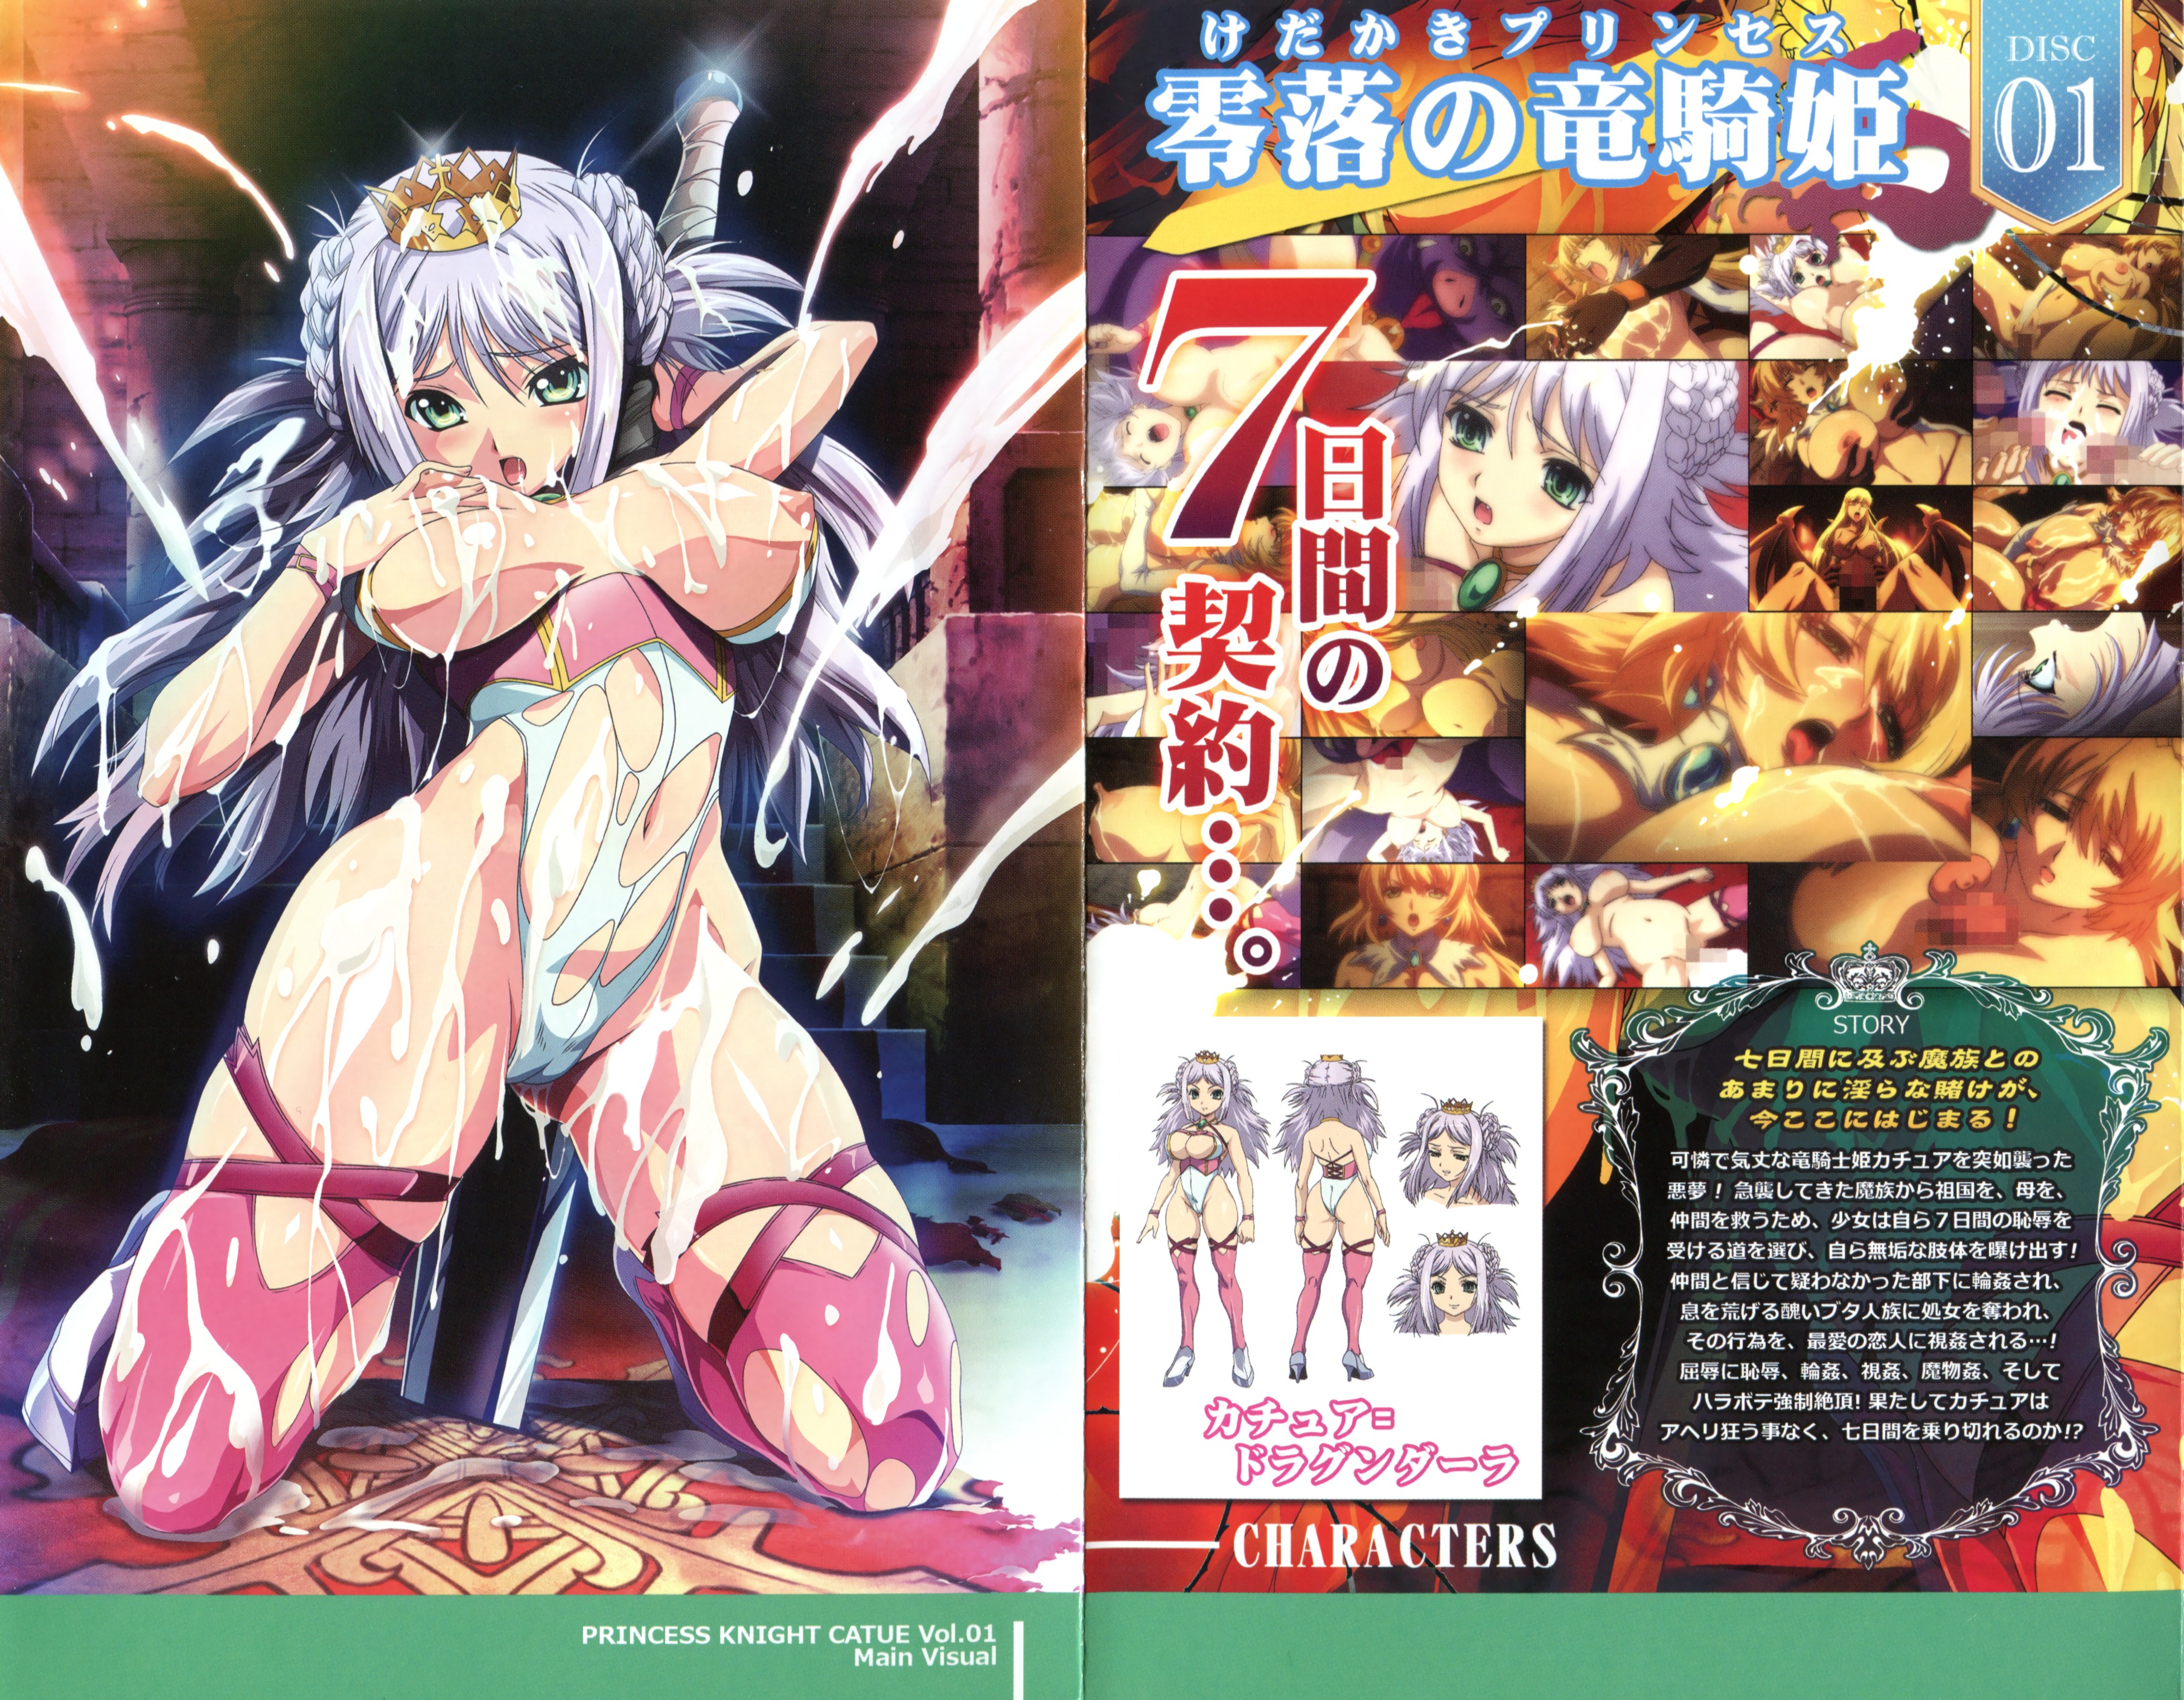 けだかきプリンセス
零落の竜騎姫
DISC
01
7日間の
契約…。
STORY
七日間に及ぶ魔族との
あまりに淫らな賭けが、
今ここにはじまる！
可憐で気丈な竜騎士姫カチュアを突如襲った
悪夢！ 急襲してきた魔族から祖国を、母を、
仲間を救うため、少女は自ら7日間の恥辱を
受ける道を選び、自ら無垢な肢体を曝け出す！
仲間と信じて疑わなかった部下に輪姦され、
息を荒げる醜いブタ人族に処女を奪われ、
その行為を、最愛の恋人に視姦される…！
屈辱に恥辱、輪姦、視姦、魔物姦、そして
ハラボテ強制絶頂！果たしてカチュアは
アヘリ狂う事なく、七日間を乗り切れるのか!?
カチュア＝
ドラグンダーラ
CHARACTERS
PRINCESS KNIGHT CATUE Vol.01
Main Visual